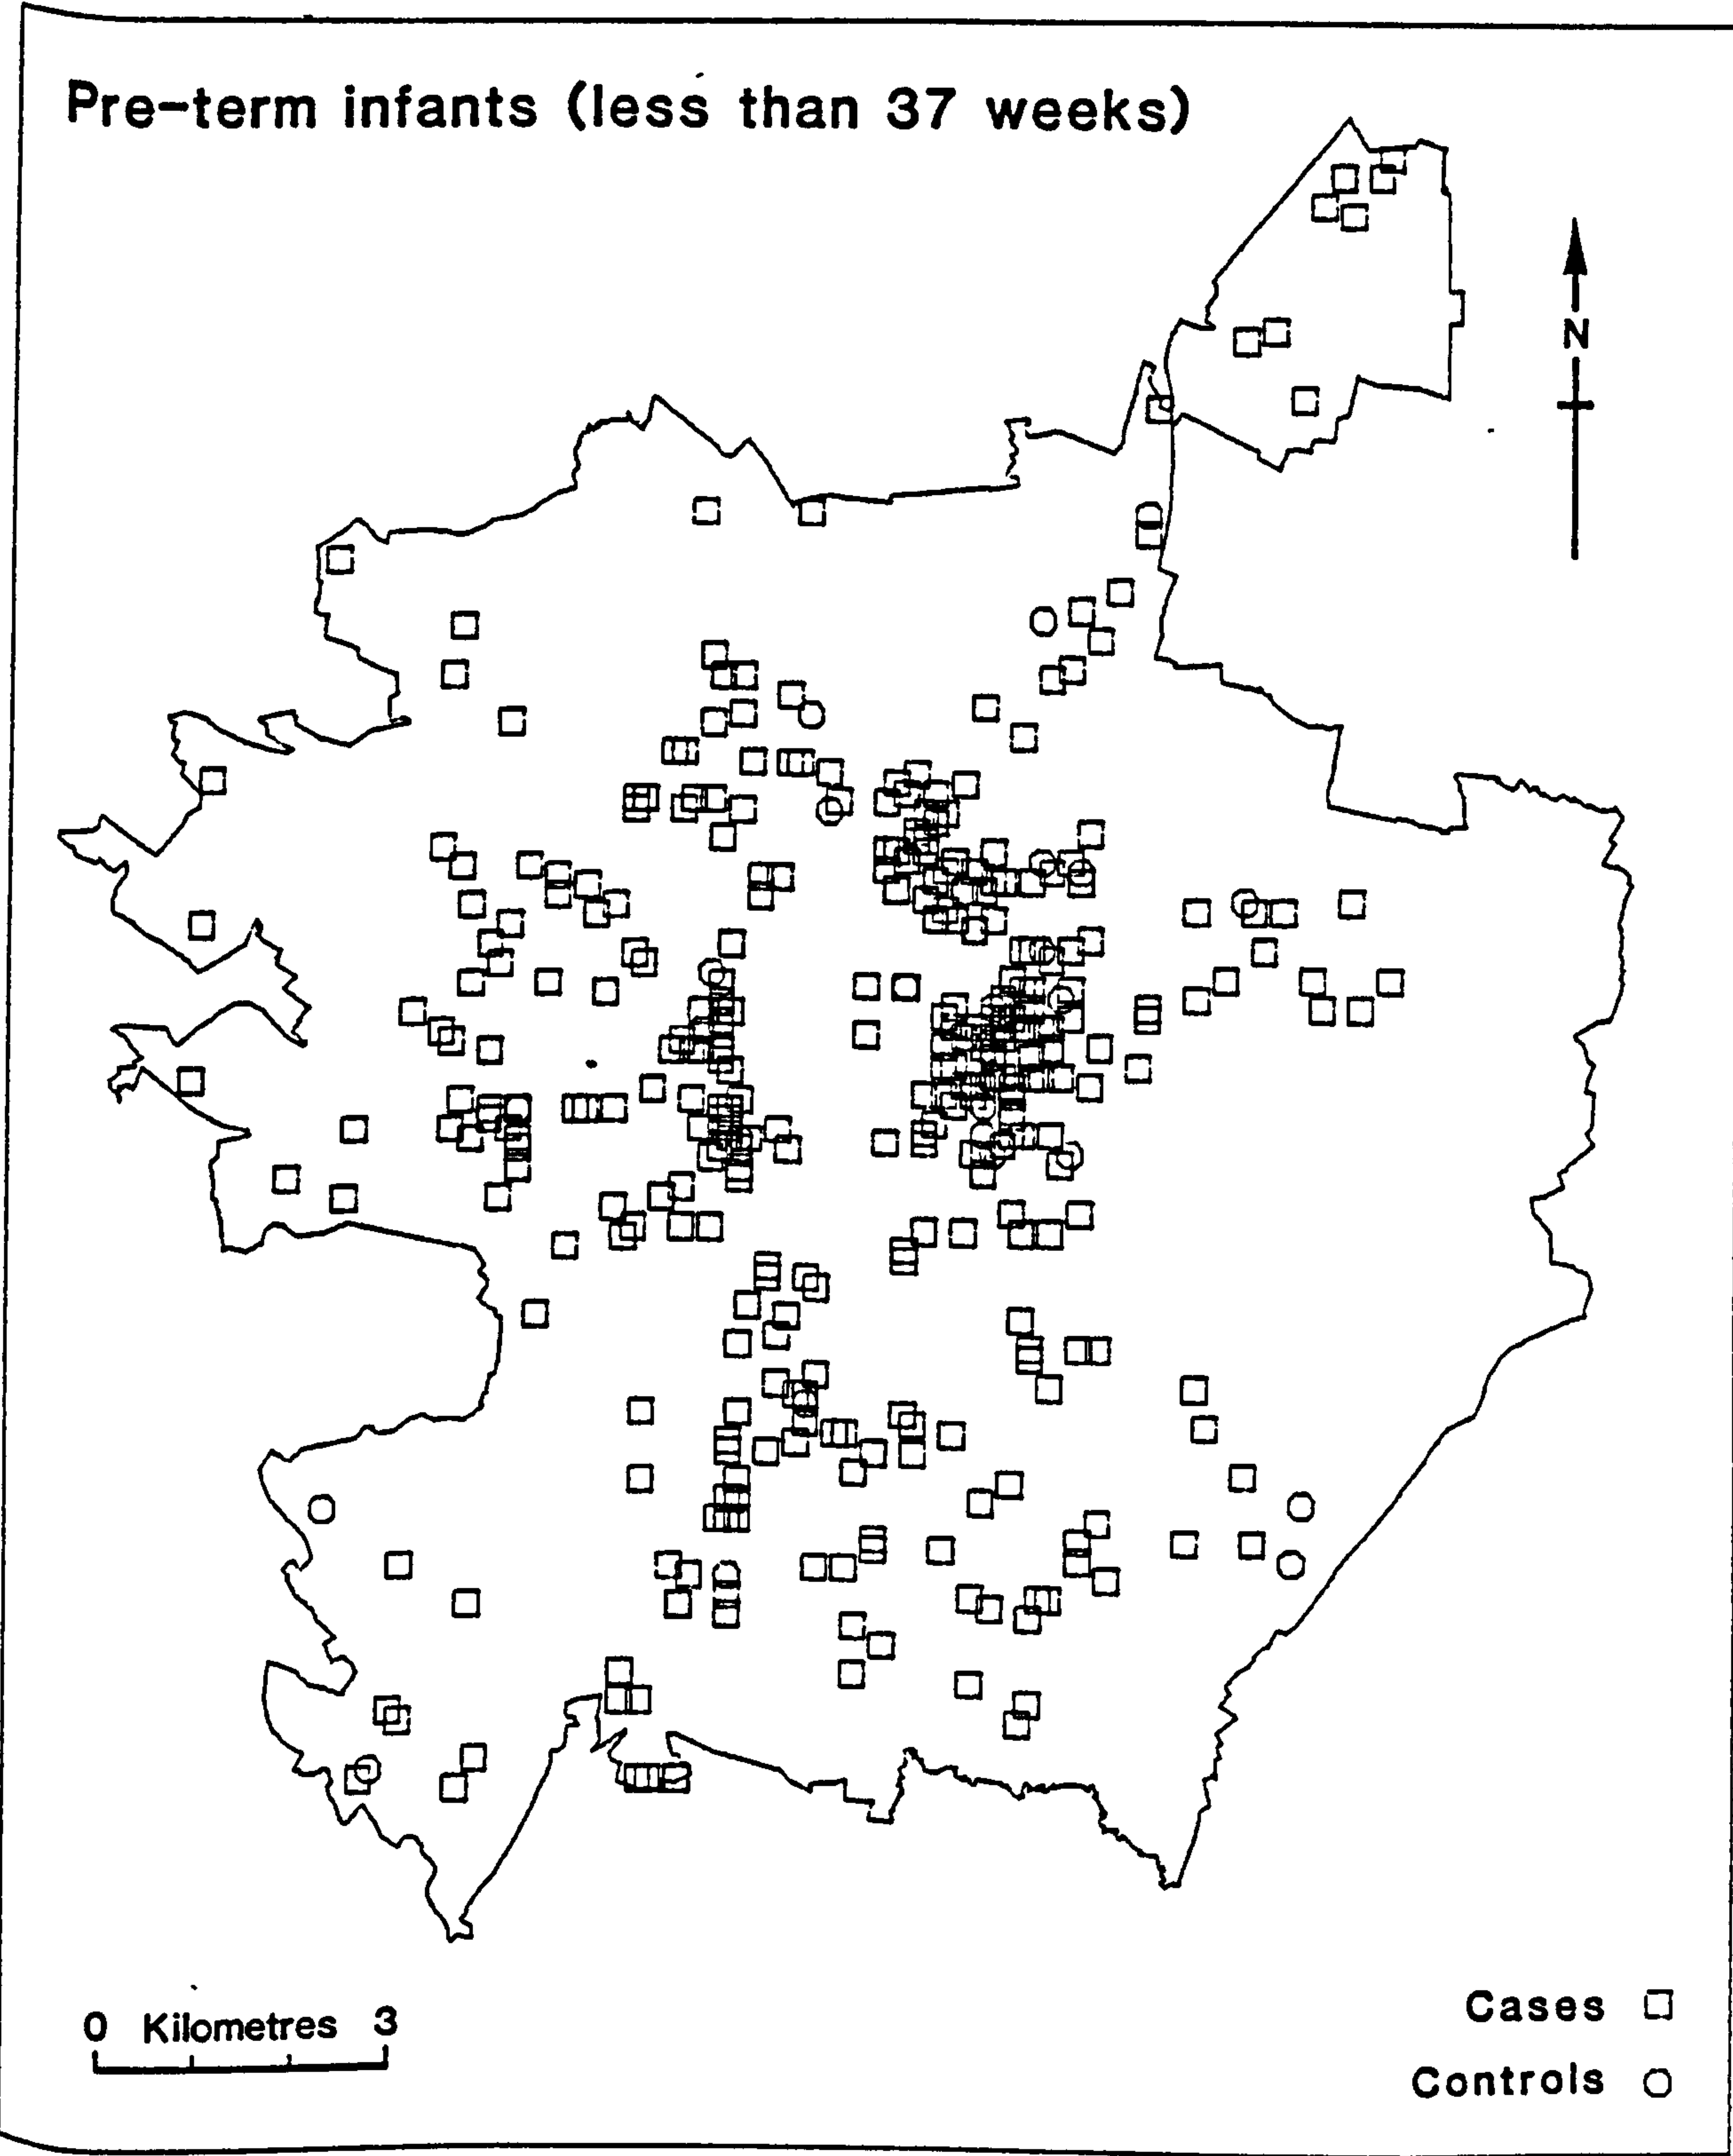 Pre-term infants (less than 37 weeks)
N
0 Kilometres 3
Cases
Controls